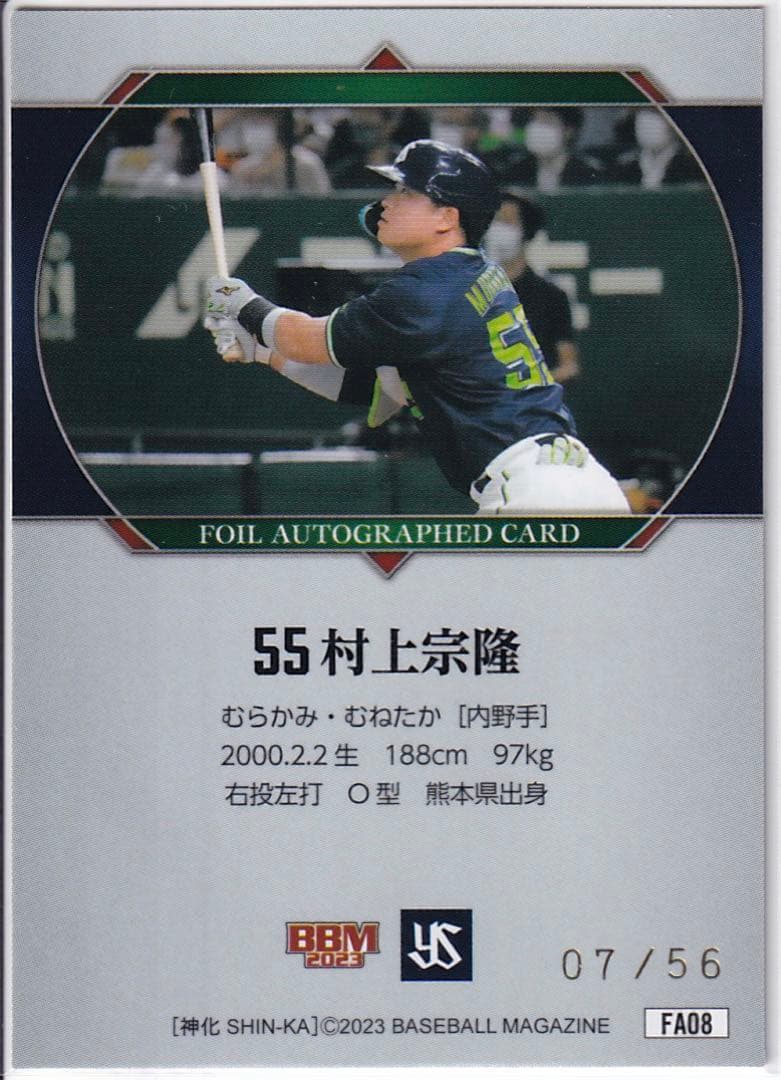 55
FOIL AUTOGRAPHED CARD
55 村上宗隆
むらかみ・むねたか [内野手]
2000.2.2生 188cm 97kg
右投左打 O型 熊本県出身
BBM
2023
YS
07/56
[神化 SHIN-KA]©2023 BASEBALL MAGAZINE
FA08